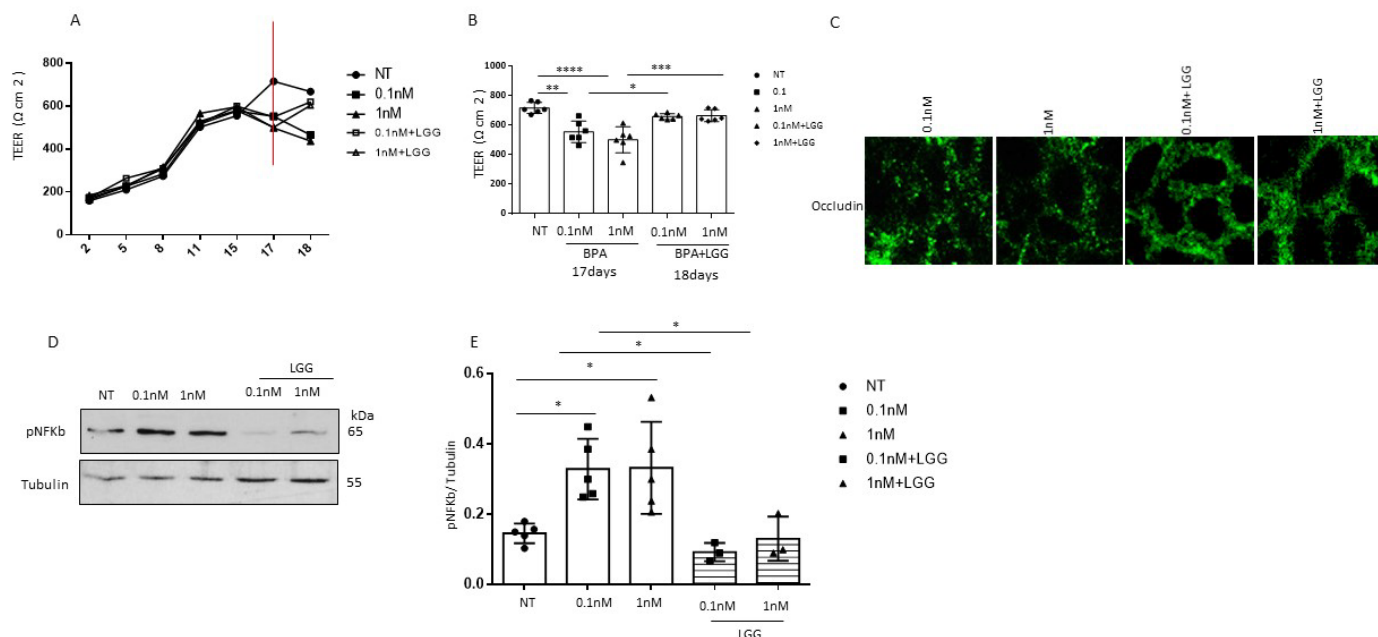 A
TEER (Ω cm 2 )
800
600
400
200
0
2
5
8
11
15
17
18
NT
0.1nM
1nM
0.1nM+LGG
1nM+LGG
B
TEER (Ω cm 2 )
1000
800
600
400
200
0
****
**
***
*
NT
0.1nM
1nM
0.1nM
1nM
BPA
BPA+LGG
17days
18days
NT
0.1
1nM
0.1nM+LGG
1nM+LGG
C
0.1nM
1nM
0.1nM+ LGG
1nM+LGG
Occludin
D
LGG
NT
0.1nM
1nM
0.1nM
1nM
kDa
pNFKb
65
Tubulin
55
E
*
*
*
*
pNFKb/Tubulin
0.6
0.4
0.2
0.0
NT
0.1nM
1nM
0.1nM
1nM
LGG
NT
0.1nM
1nM
0.1nM+LGG
1nM+LGG